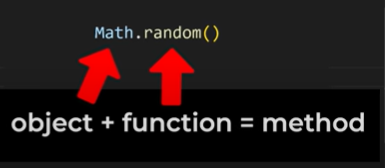 Math.random()
object + function = method